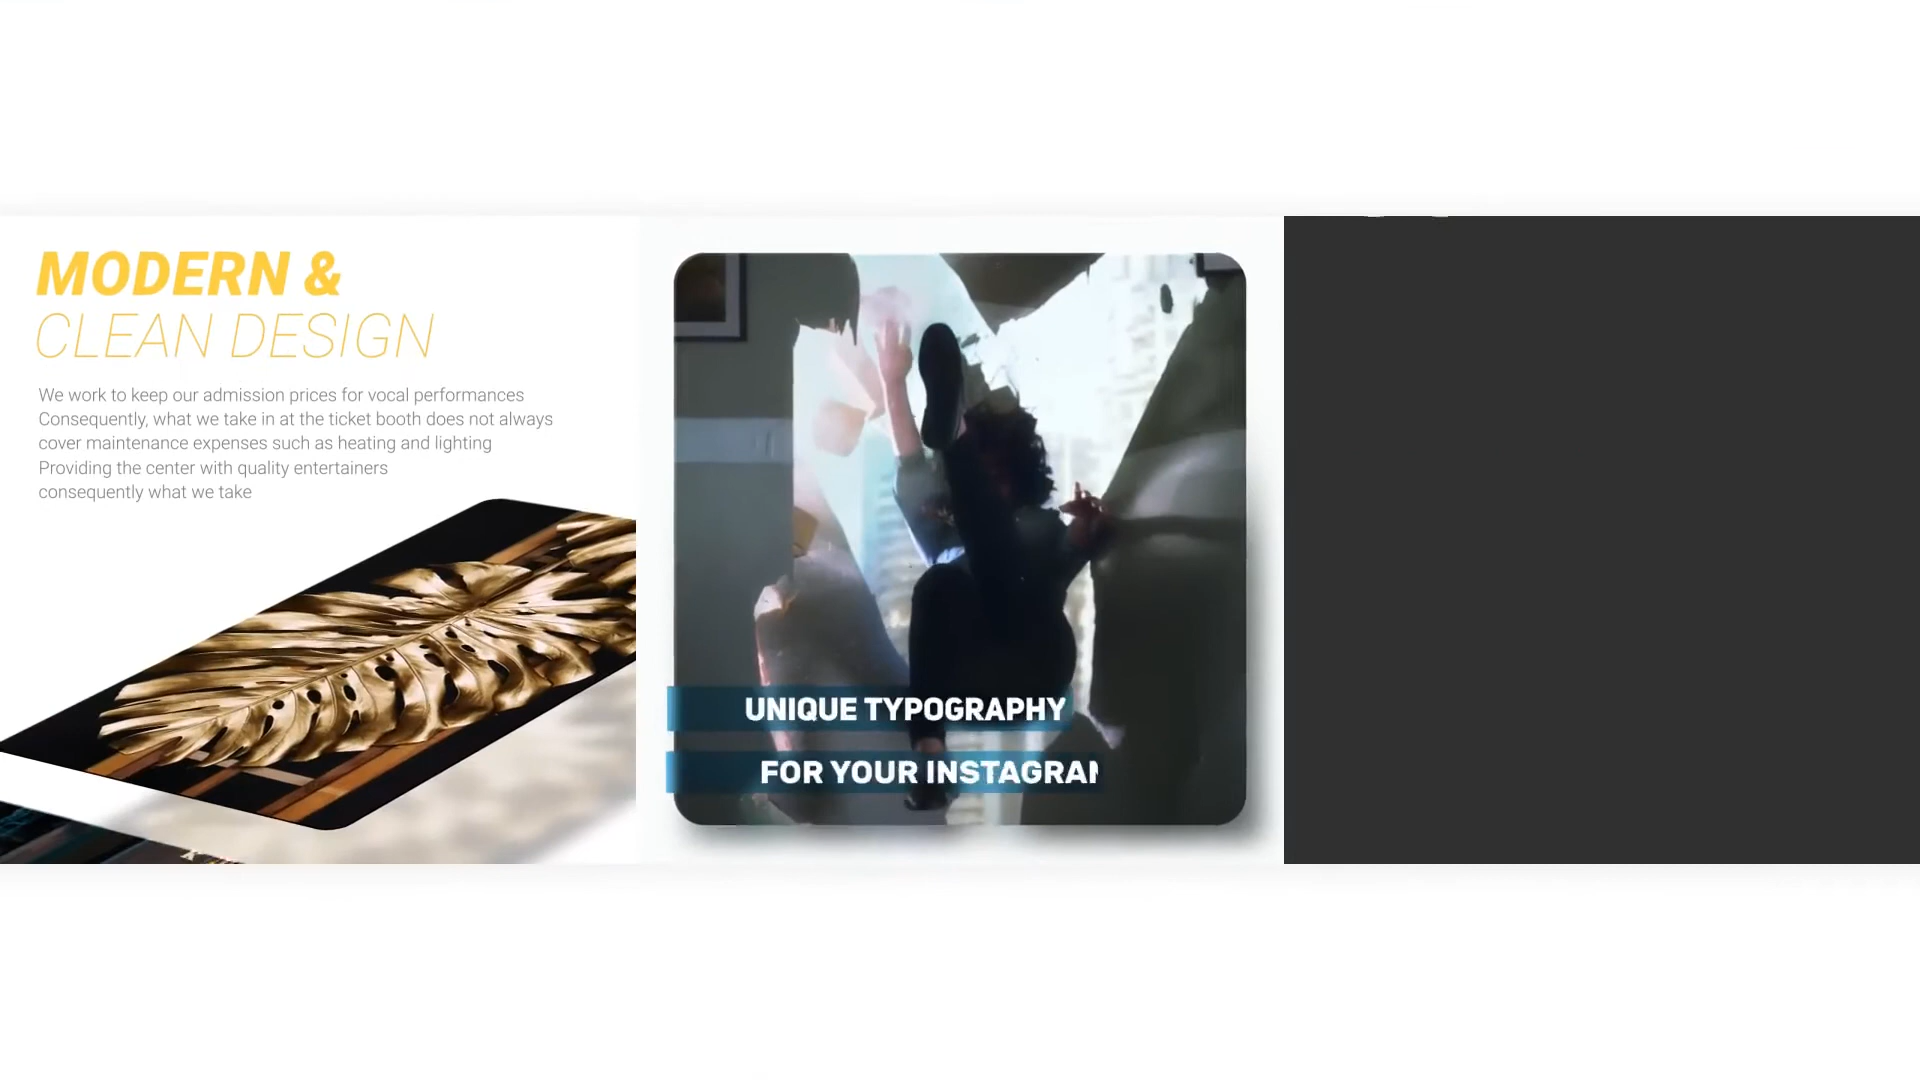 MODERN &
CLEAN DESIGN
We work to keep our admission prices for vocal performances
Consequently, what we take in at the ticket booth does not always
cover maintenance expenses such as heating and lighting
Providing the center with quality entertainers
consequently what we take
UNIQUE TYPOGRAPHY
FOR YOUR